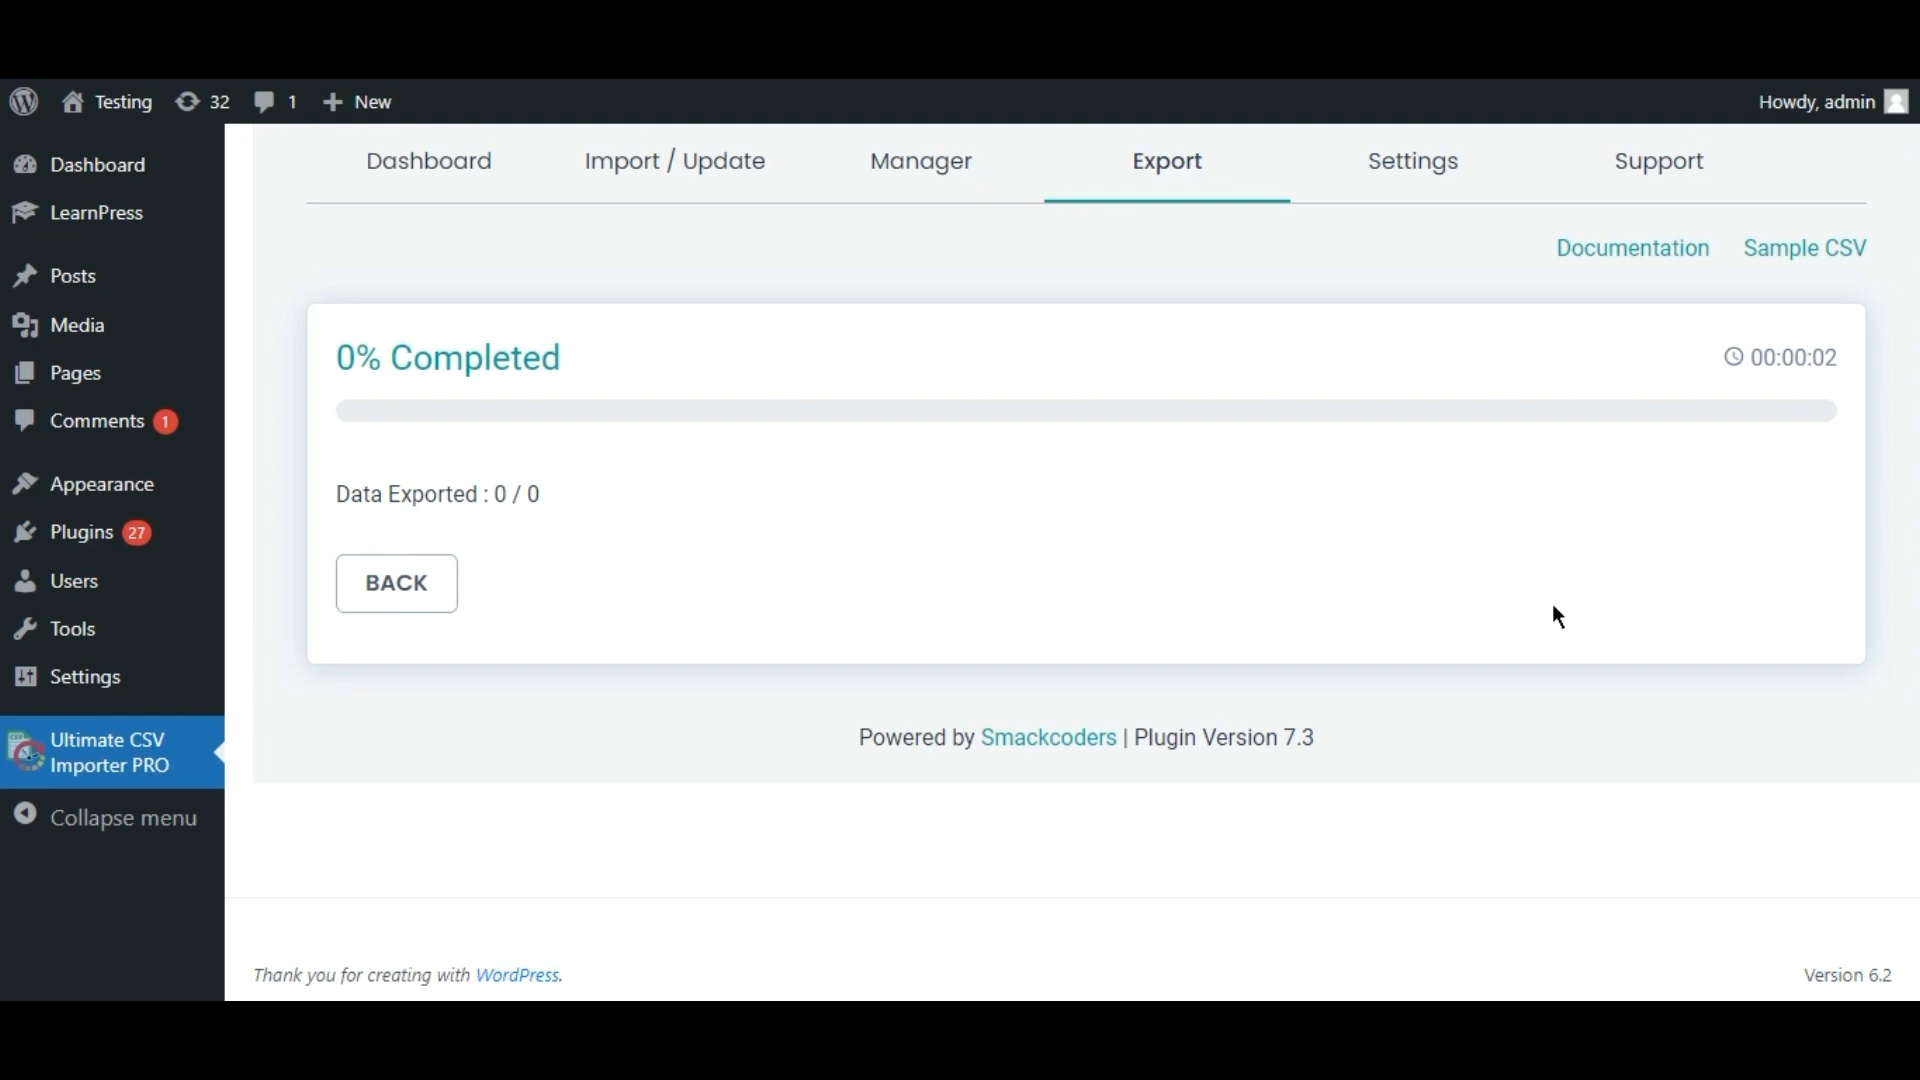 Testing 32 1 New Howdy, admin
Dashboard
LearnPress
Posts
Media
Pages
Comments 1
Appearance
Plugins 27
Users
Tools
Settings
Ultimate CSV
Importer PRO
Collapse menu
Dashboard Import / Update Manager Export Settings Support
Documentation Sample CSV
0% Completed 00:00:02
Data Exported : 0 / 0
BACK
Powered by Smackcoders | Plugin Version 7.3
Thank you for creating with WordPress. Version 6.2